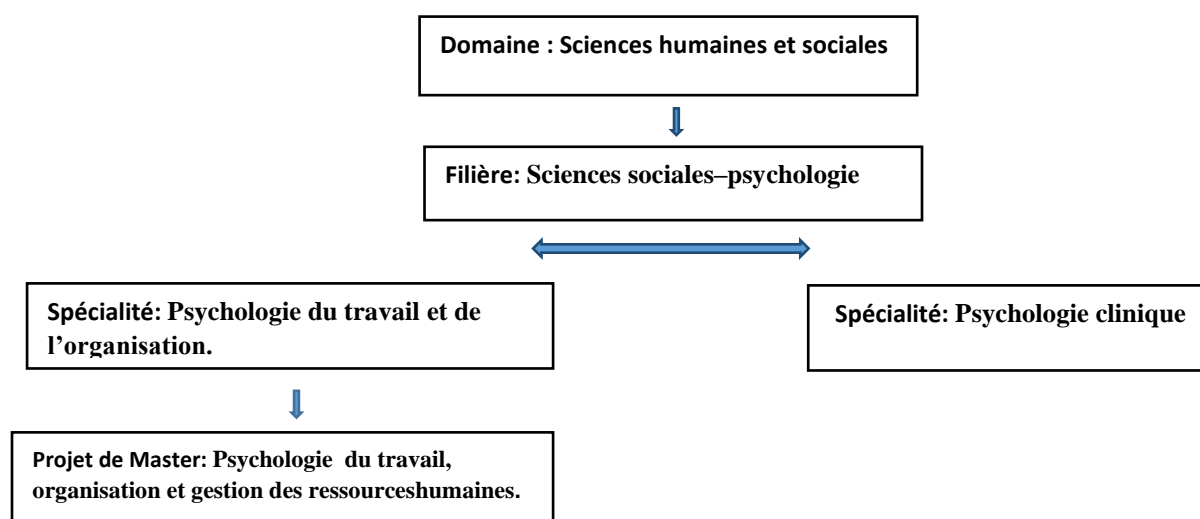 Domaine : Sciences humaines et sociales
Filière: Sciences sociales–psychologie
Spécialité: Psychologie du travail et de
l’organisation.
Spécialité: Psychologie clinique
Projet de Master: Psychologie du travail,
organisation et gestion des ressourceshumaines.